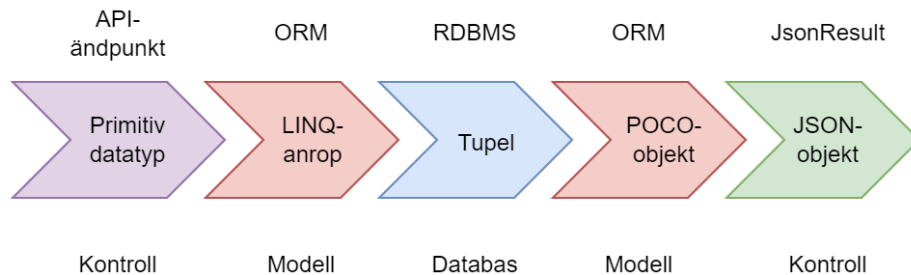 API-
ändpunkt
ORM
RDBMS
ORM
JsonResult
Primitiv
datatyp
LINQ-
anrop
Tupel
POCO-
objekt
JSON-
objekt
Kontroll
Modell
Databas
Modell
Kontroll